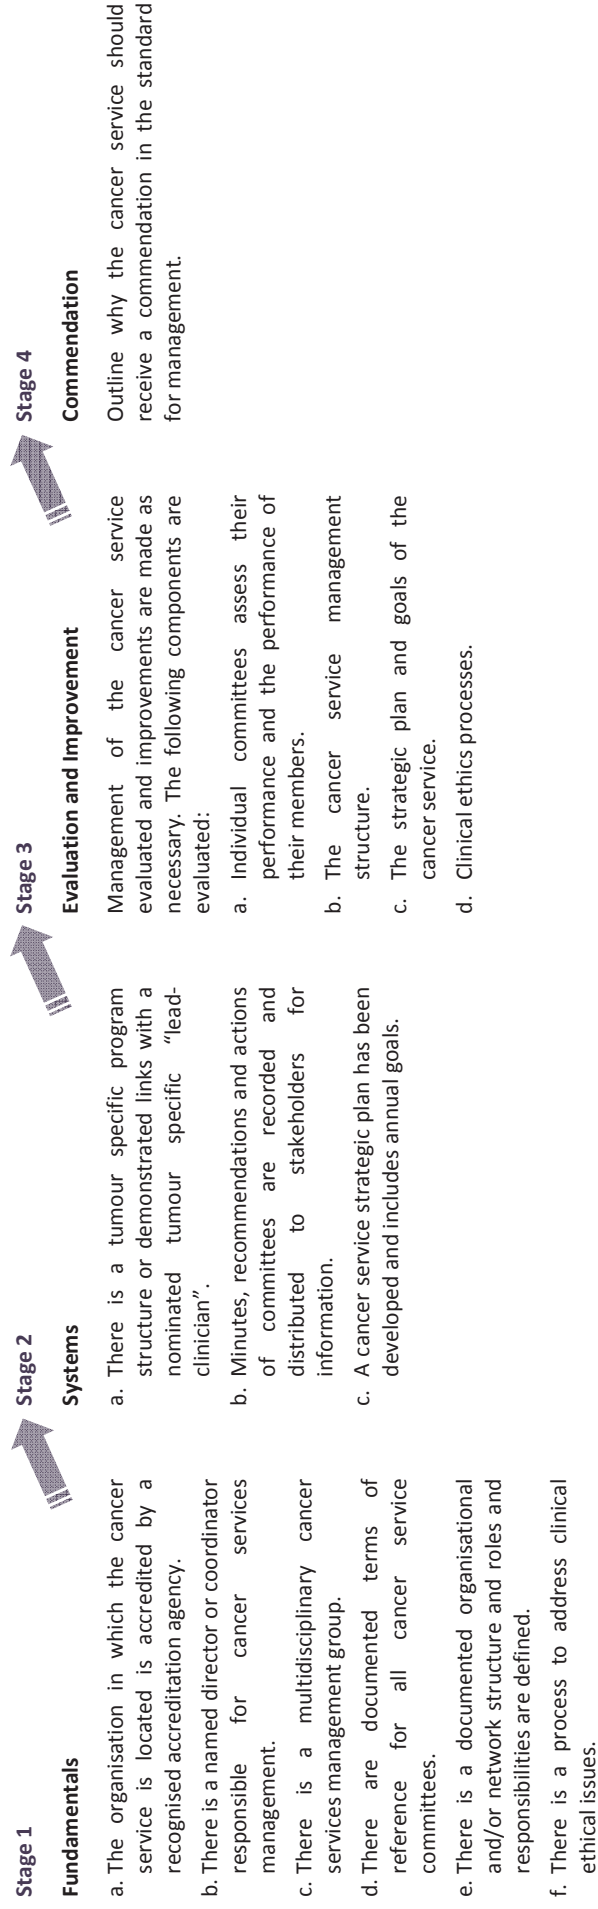 Stage 1
Fundamentals
a. The organisation in which the cancer
service is located is accredited by a
recognised accreditation agency.
b. There is a named director or coordinator
responsible for cancer services
management.
c. There is a multidisciplinary cancer
services management group.
d. There are documented terms of
reference for all cancer service
committees.
e. There is a documented organisational
and/or network structure and roles and
responsibilities are defined.
f. There is a process to address clinical
ethical issues.
Stage 2
Systems
a. There is a tumour specific program
structure or demonstrated links with a
nominated tumour specific “lead-
clinician”.
b. Minutes, recommendations and actions
of committees are recorded and
distributed to stakeholders for
information.
c. A cancer service strategic plan has been
developed and includes annual goals.
Stage 3
Evaluation and Improvement
Management of the cancer service
evaluated and improvements are made as
necessary. The following components are
evaluated:
a. Individual committees assess their
performance and the performance of
their members.
b. The cancer service management
structure.
c. The strategic plan and goals of the
cancer service.
d. Clinical ethics processes.
Stage 4
Commendation
Outline why the cancer service should
receive a commendation in the standard
for management.